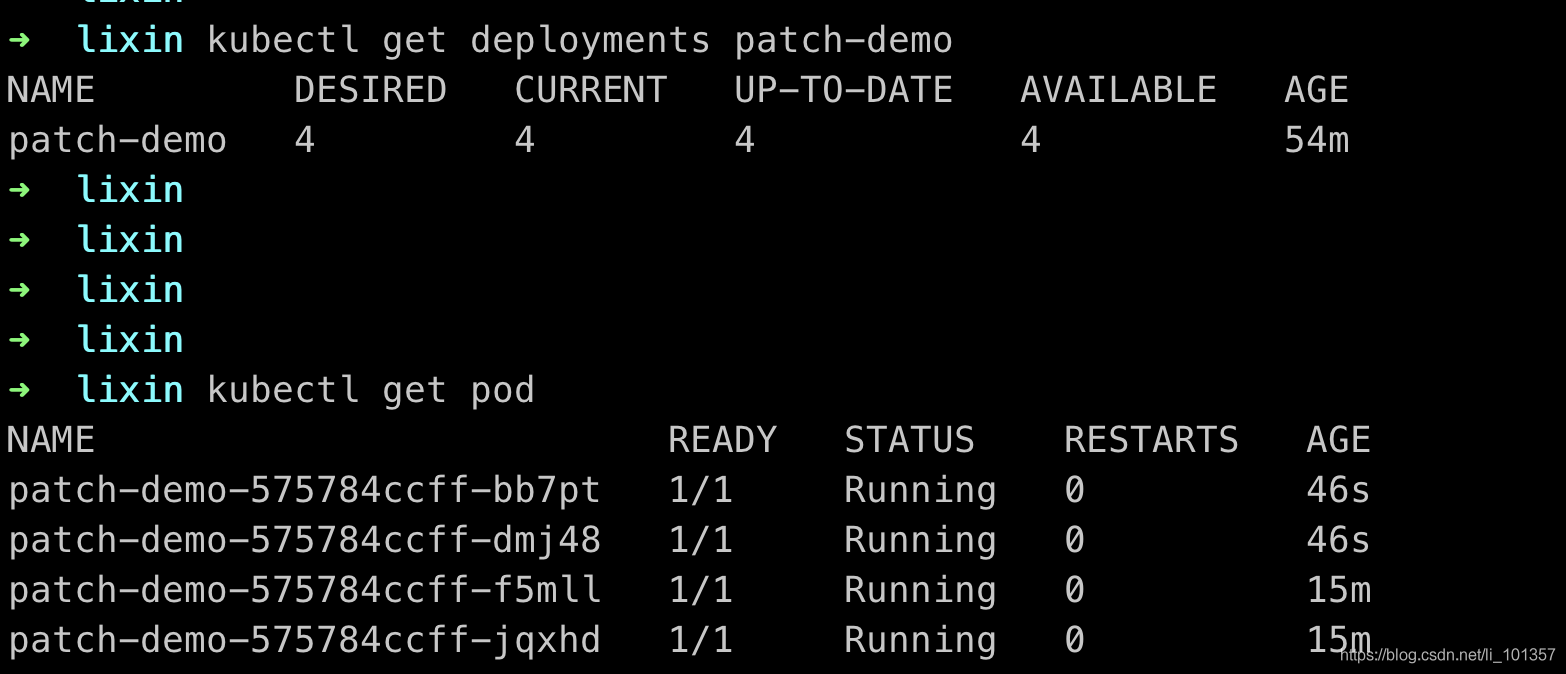 ➜ lixin
➜ lixin kubectl get deployments patch-demo
NAME DESIRED CURRENT UP-TO-DATE AVAILABLE AGE
patch-demo 4 4 4 4 54m
➜ lixin
➜ lixin
➜ lixin
➜ lixin
➜ lixin kubectl get pod
NAME READY STATUS RESTARTS AGE
patch-demo-575784ccff-bb7pt 1/1 Running 0 46s
patch-demo-575784ccff-dmj48 1/1 Running 0 46s
patch-demo-575784ccff-f5mll 1/1 Running 0 15m
patch-demo-575784ccff-jqxhd 1/1 Running 0 15m
https://blog.csdn.net/li_101357